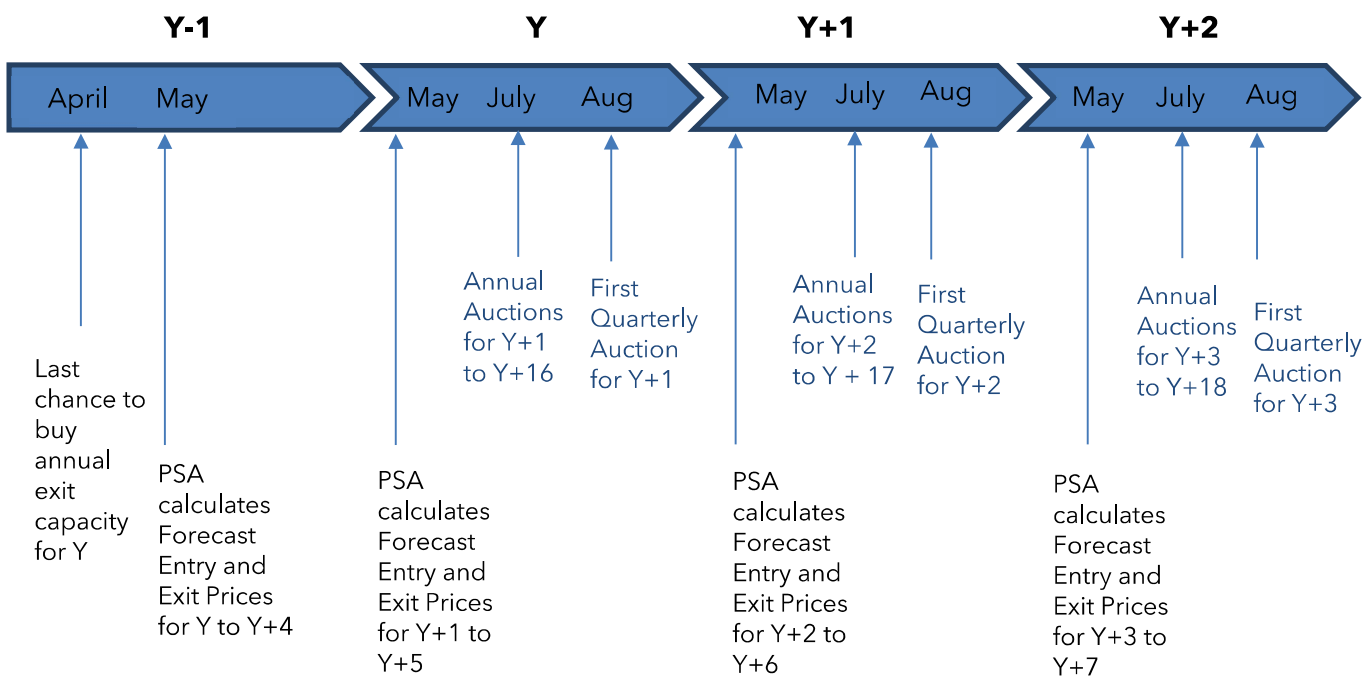 Y-1
Y
Y+1
Y+2
April
May
May
July
Aug
May
July
Aug
May
July
Aug
Last
chance to
buy
annual
exit
capacity
for Y
PSA
calculates
Forecast
Entry and
Exit Prices
for Y to Y+4
PSA
calculates
Forecast
Entry and
Exit Prices
for Y+1 to
Y+5
Annual
Auctions
for Y+1
to Y+16
First
Quarterly
Auction
for Y+1
PSA
calculates
Forecast
Entry and
Exit Prices
for Y+2 to
Y+6
Annual
Auctions
for Y+2
to Y + 17
First
Quarterly
Auction
for Y+2
PSA
calculates
Forecast
Entry and
Exit Prices
for Y+3 to
Y+7
Annual
Auctions
for Y+3
to Y+18
First
Quarterly
Auction
for Y+3